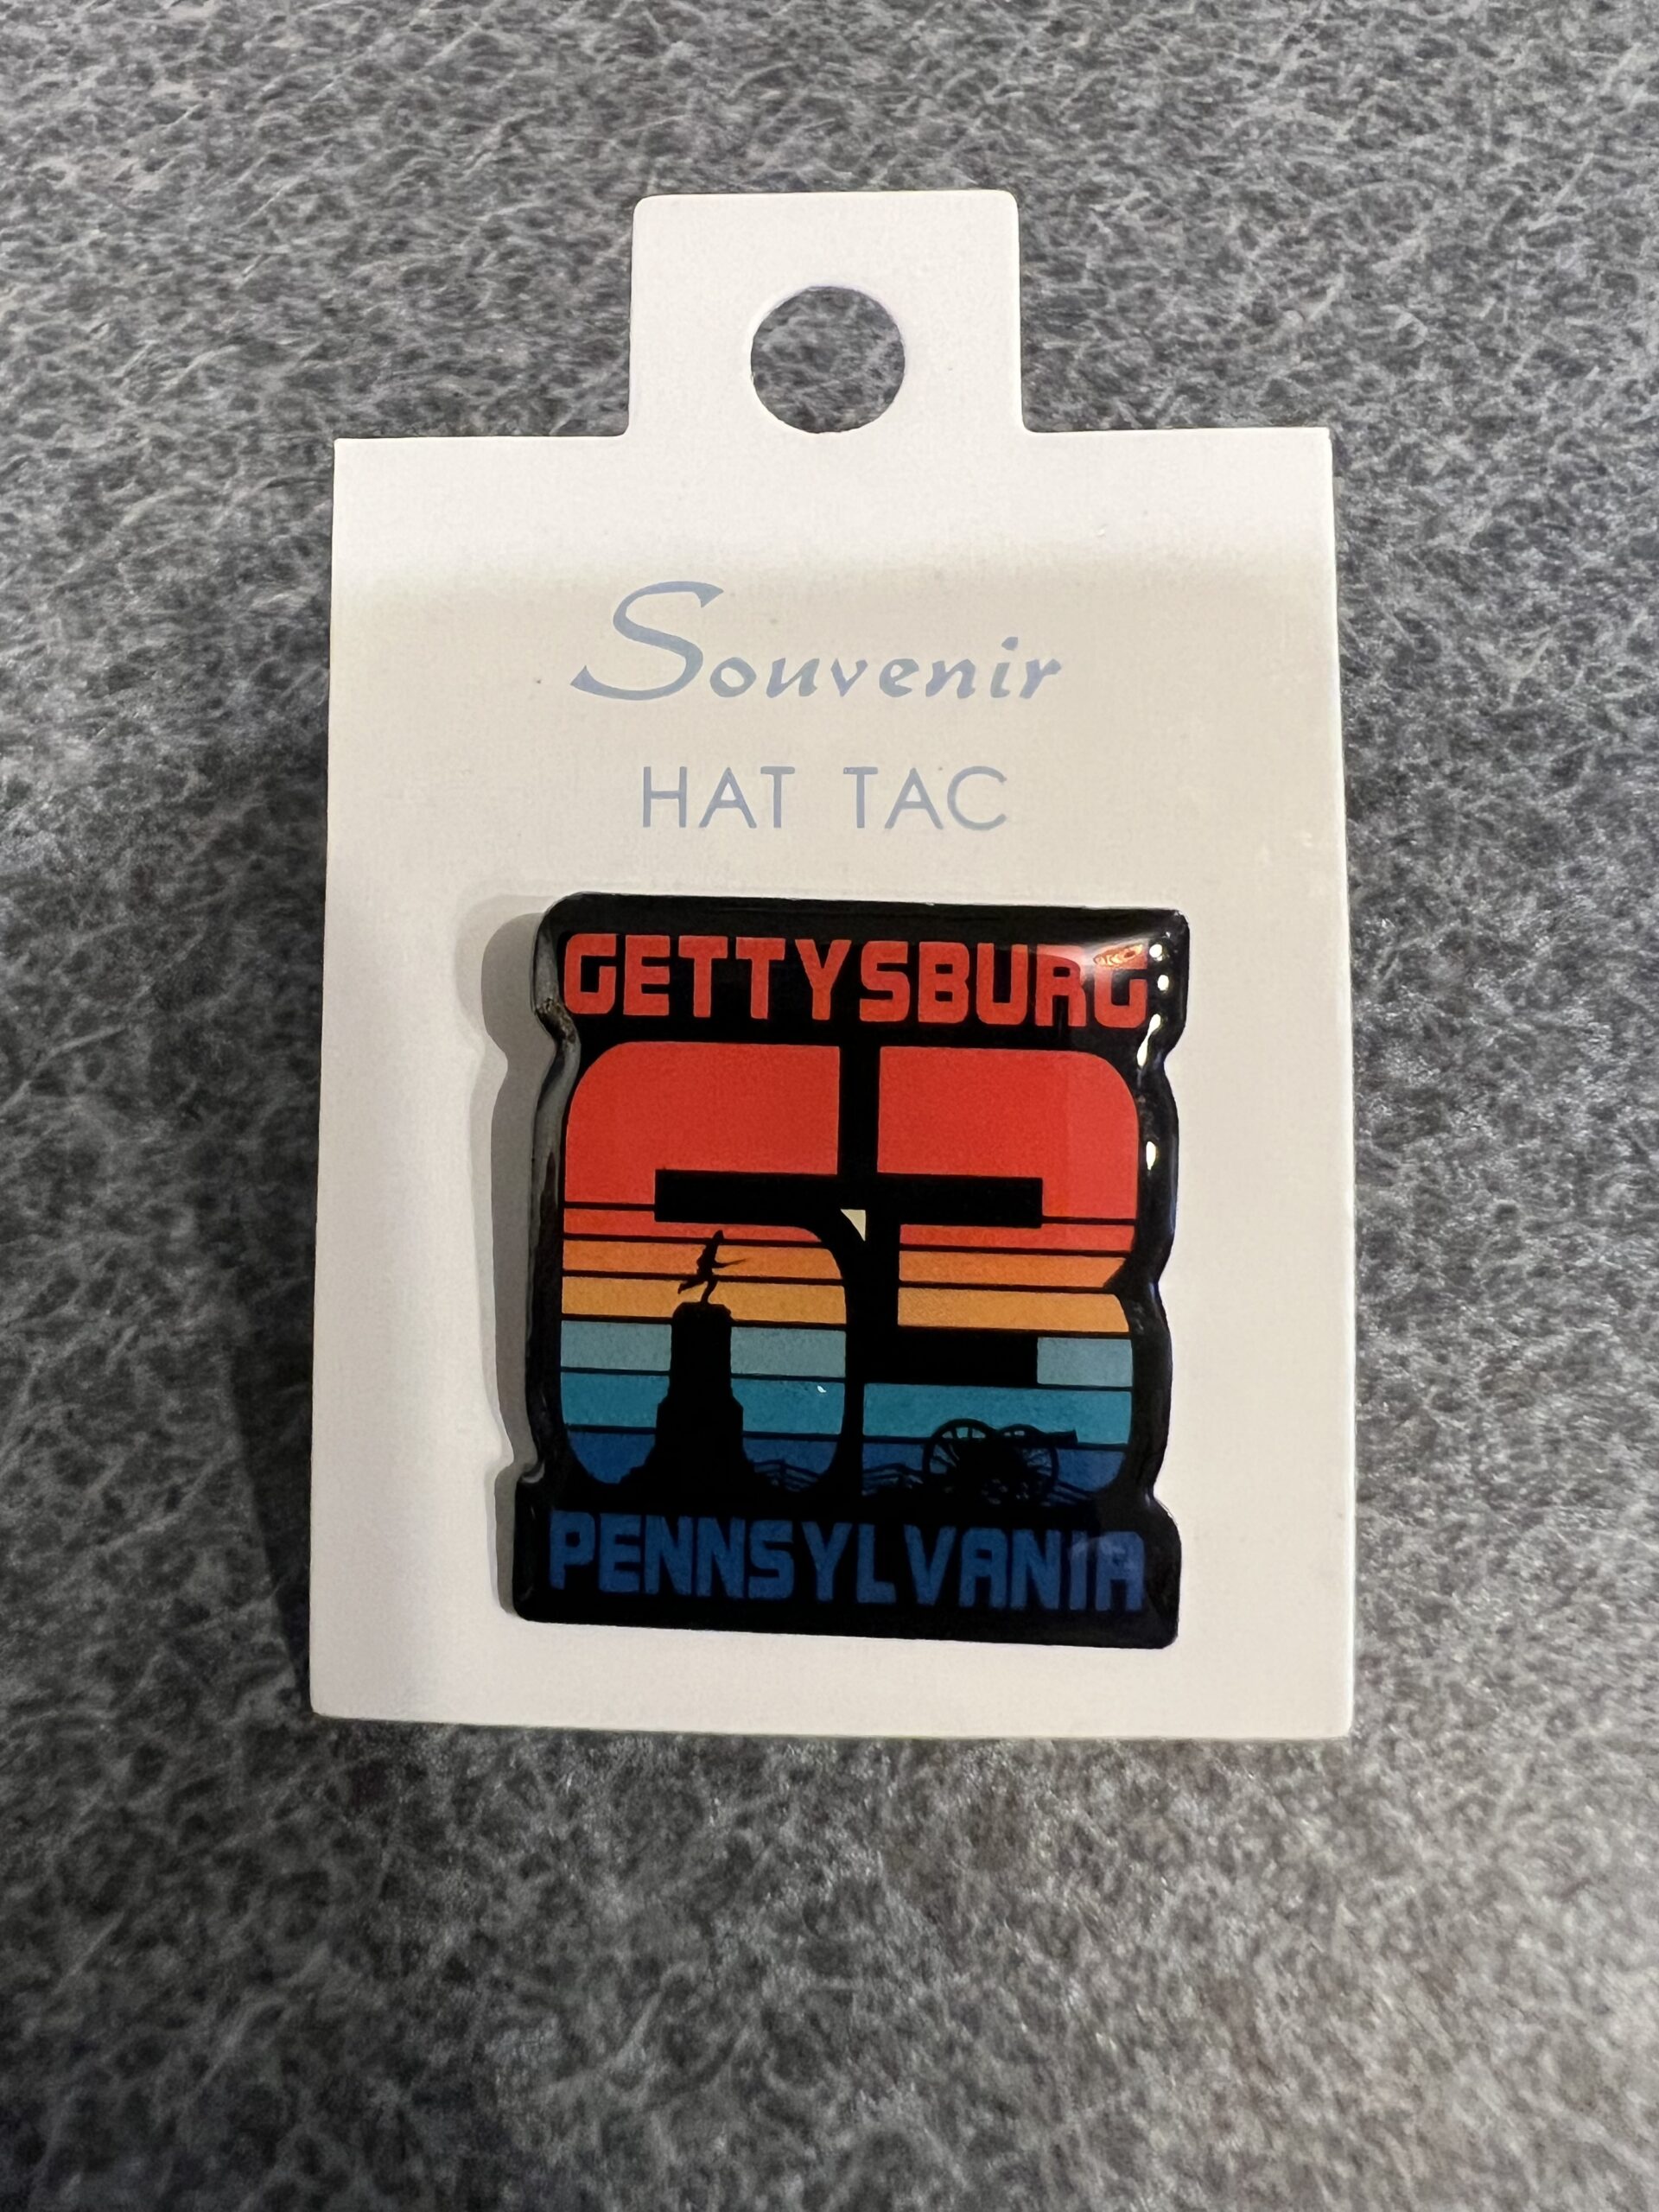 Souvenir
HAT TAC
GETTYSBURG
63
PENNSYLVANIA